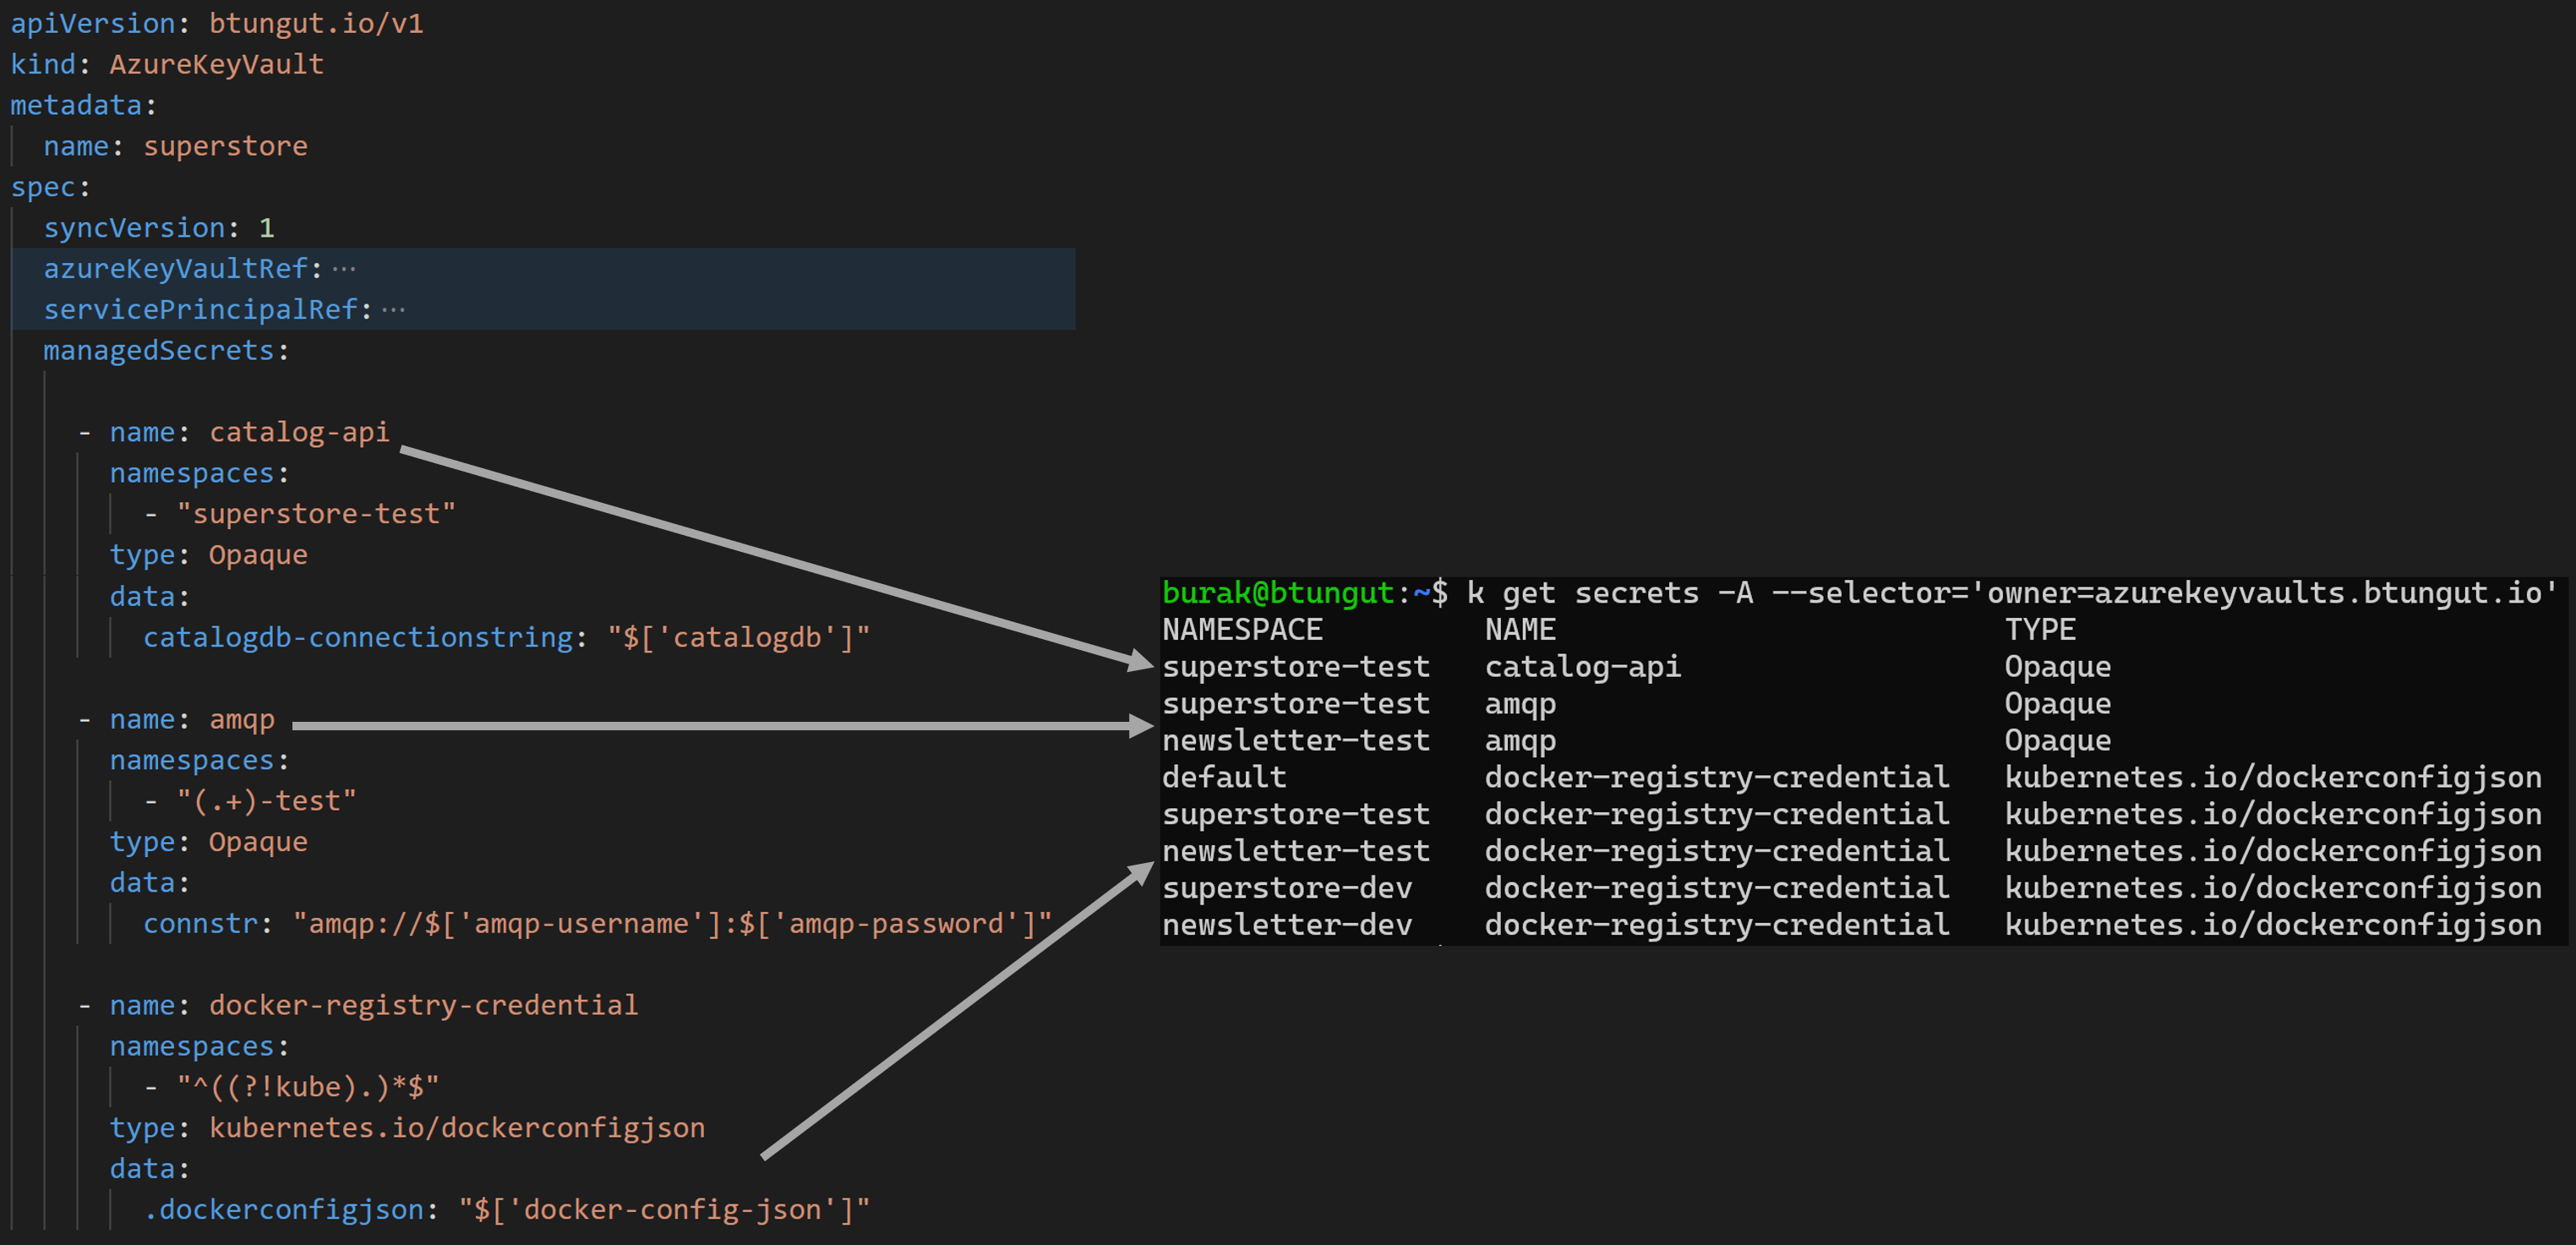 apiVersion: btungut.io/v1
kind: AzureKeyVault
metadata:
  name: superstore
spec:
  syncVersion: 1
  azureKeyVaultRef: ···
  servicePrincipalRef: ···
  managedSecrets:
    - name: catalog-api
      namespaces:
        - "superstore-test"
      type: Opaque
      data:
        catalogdb-connectionstring: "$['catalogdb']"
    - name: amqp
      namespaces:
        - "(.+)-test"
      type: Opaque
      data:
        connstr: "amqp://$['amqp-username']:$['amqp-password']"
    - name: docker-registry-credential
      namespaces:
        - "^((?!kube).)*$"
      type: kubernetes.io/dockerconfigjson
      data:
        .dockerconfigjson: "$['docker-config-json']"
burak@btungut:~$ k get secrets -A --selector='owner=azurekeyvaults.btungut.io'
NAMESPACE NAME TYPE
superstore-test catalog-api Opaque
superstore-test amqp Opaque
newsletter-test amqp Opaque
default docker-registry-credential kubernetes.io/dockerconfigjson
superstore-test docker-registry-credential kubernetes.io/dockerconfigjson
newsletter-test docker-registry-credential kubernetes.io/dockerconfigjson
superstore-dev docker-registry-credential kubernetes.io/dockerconfigjson
newsletter-dev docker-registry-credential kubernetes.io/dockerconfigjson